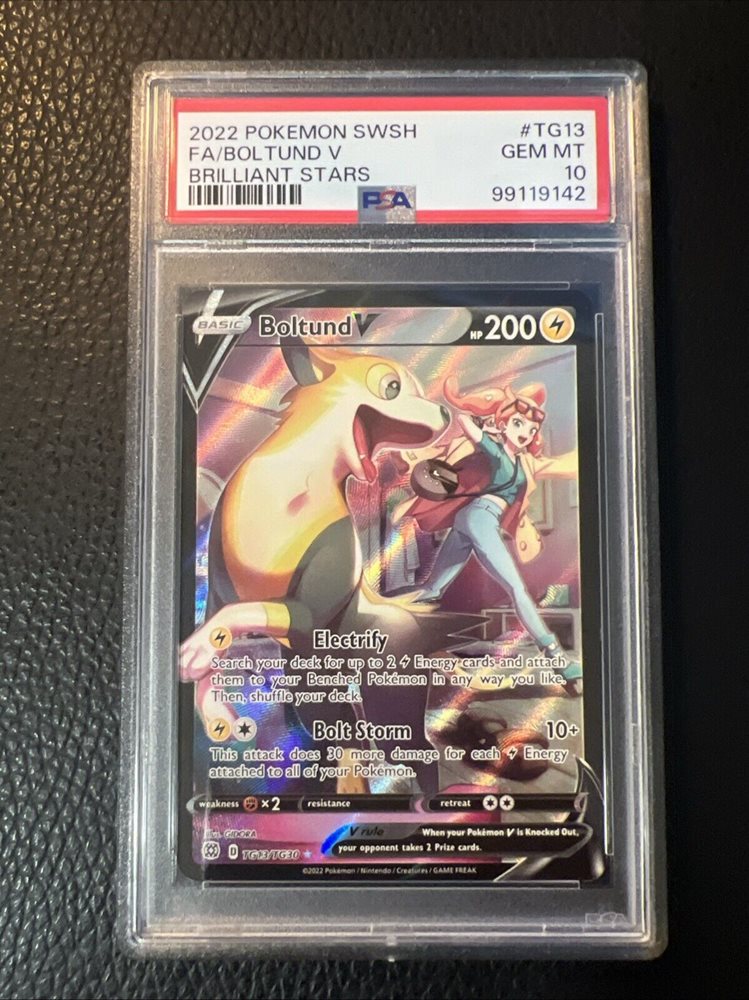 2022 POKEMON SWSH #TG13
FA/BOLTUND V GEM MT
BRILLIANT STARS 10
PSA 99119142
BASIC Boltund V HP 200
Electrify
Search your deck for up to 2 Energy cards and attach
them to your Benched Pokémon in any way you like.
Then, shuffle your deck.
Bolt Storm 10+
This attack does 30 more damage for each Energy
attached to all of your Pokémon.
weakness ×2 resistance retreat
V rule When your Pokémon V is Knocked Out,
your opponent takes 2 Prize cards.
Illus. GIDORA
D TG13/TG30
©2022 Pokémon / Nintendo / Creatures / GAME FREAK